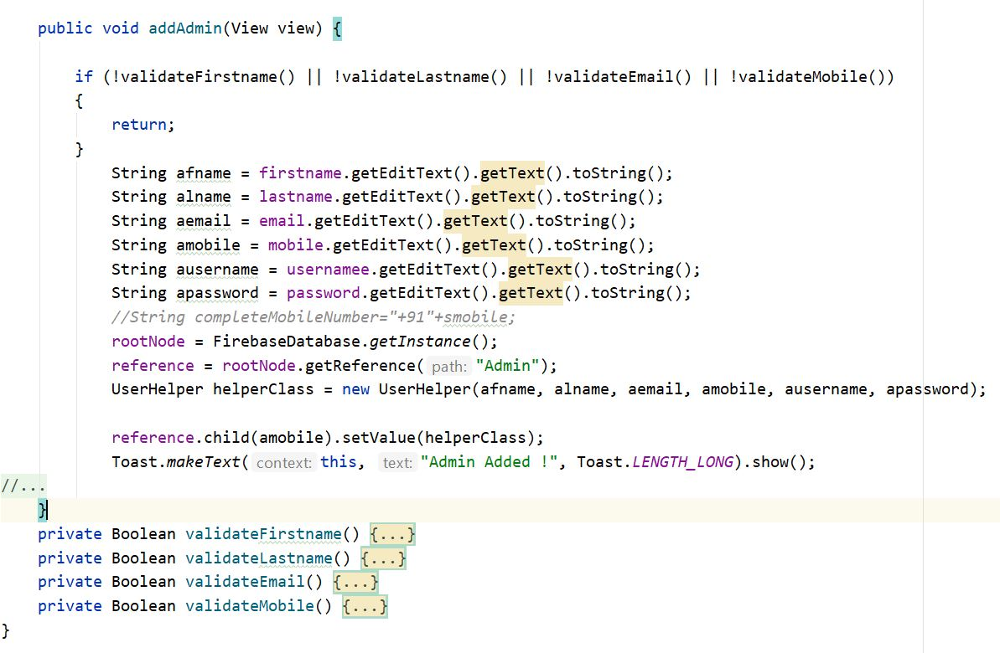 public void addAdmin(View view) {
if (!validateFirstname() || !validateLastname() || !validateEmail() || !validateMobile())
{
return;
}
String afname = firstname.getEditText().getText().toString();
String alname = lastname.getEditText().getText().toString();
String aemail = email.getEditText().getText().toString();
String amobile = mobile.getEditText().getText().toString();
String ausername = usernamee.getEditText().getText().toString();
String apassword = password.getEditText().getText().toString();
//String completeMobileNumber="+91"+smobile;
rootNode = FirebaseDatabase.getInstance();
reference = rootNode.getReference( path: "Admin");
UserHelper helperClass = new UserHelper(afname, alname, aemail, amobile, ausername, apassword);
reference.child(amobile).setValue(helperClass);
Toast.makeText( context: this, text: "Admin Added !", Toast.LENGTH_LONG).show();
//...
}
private Boolean validateFirstname() {...}
private Boolean validateLastname() {...}
private Boolean validateEmail() {...}
private Boolean validateMobile() {...}
}